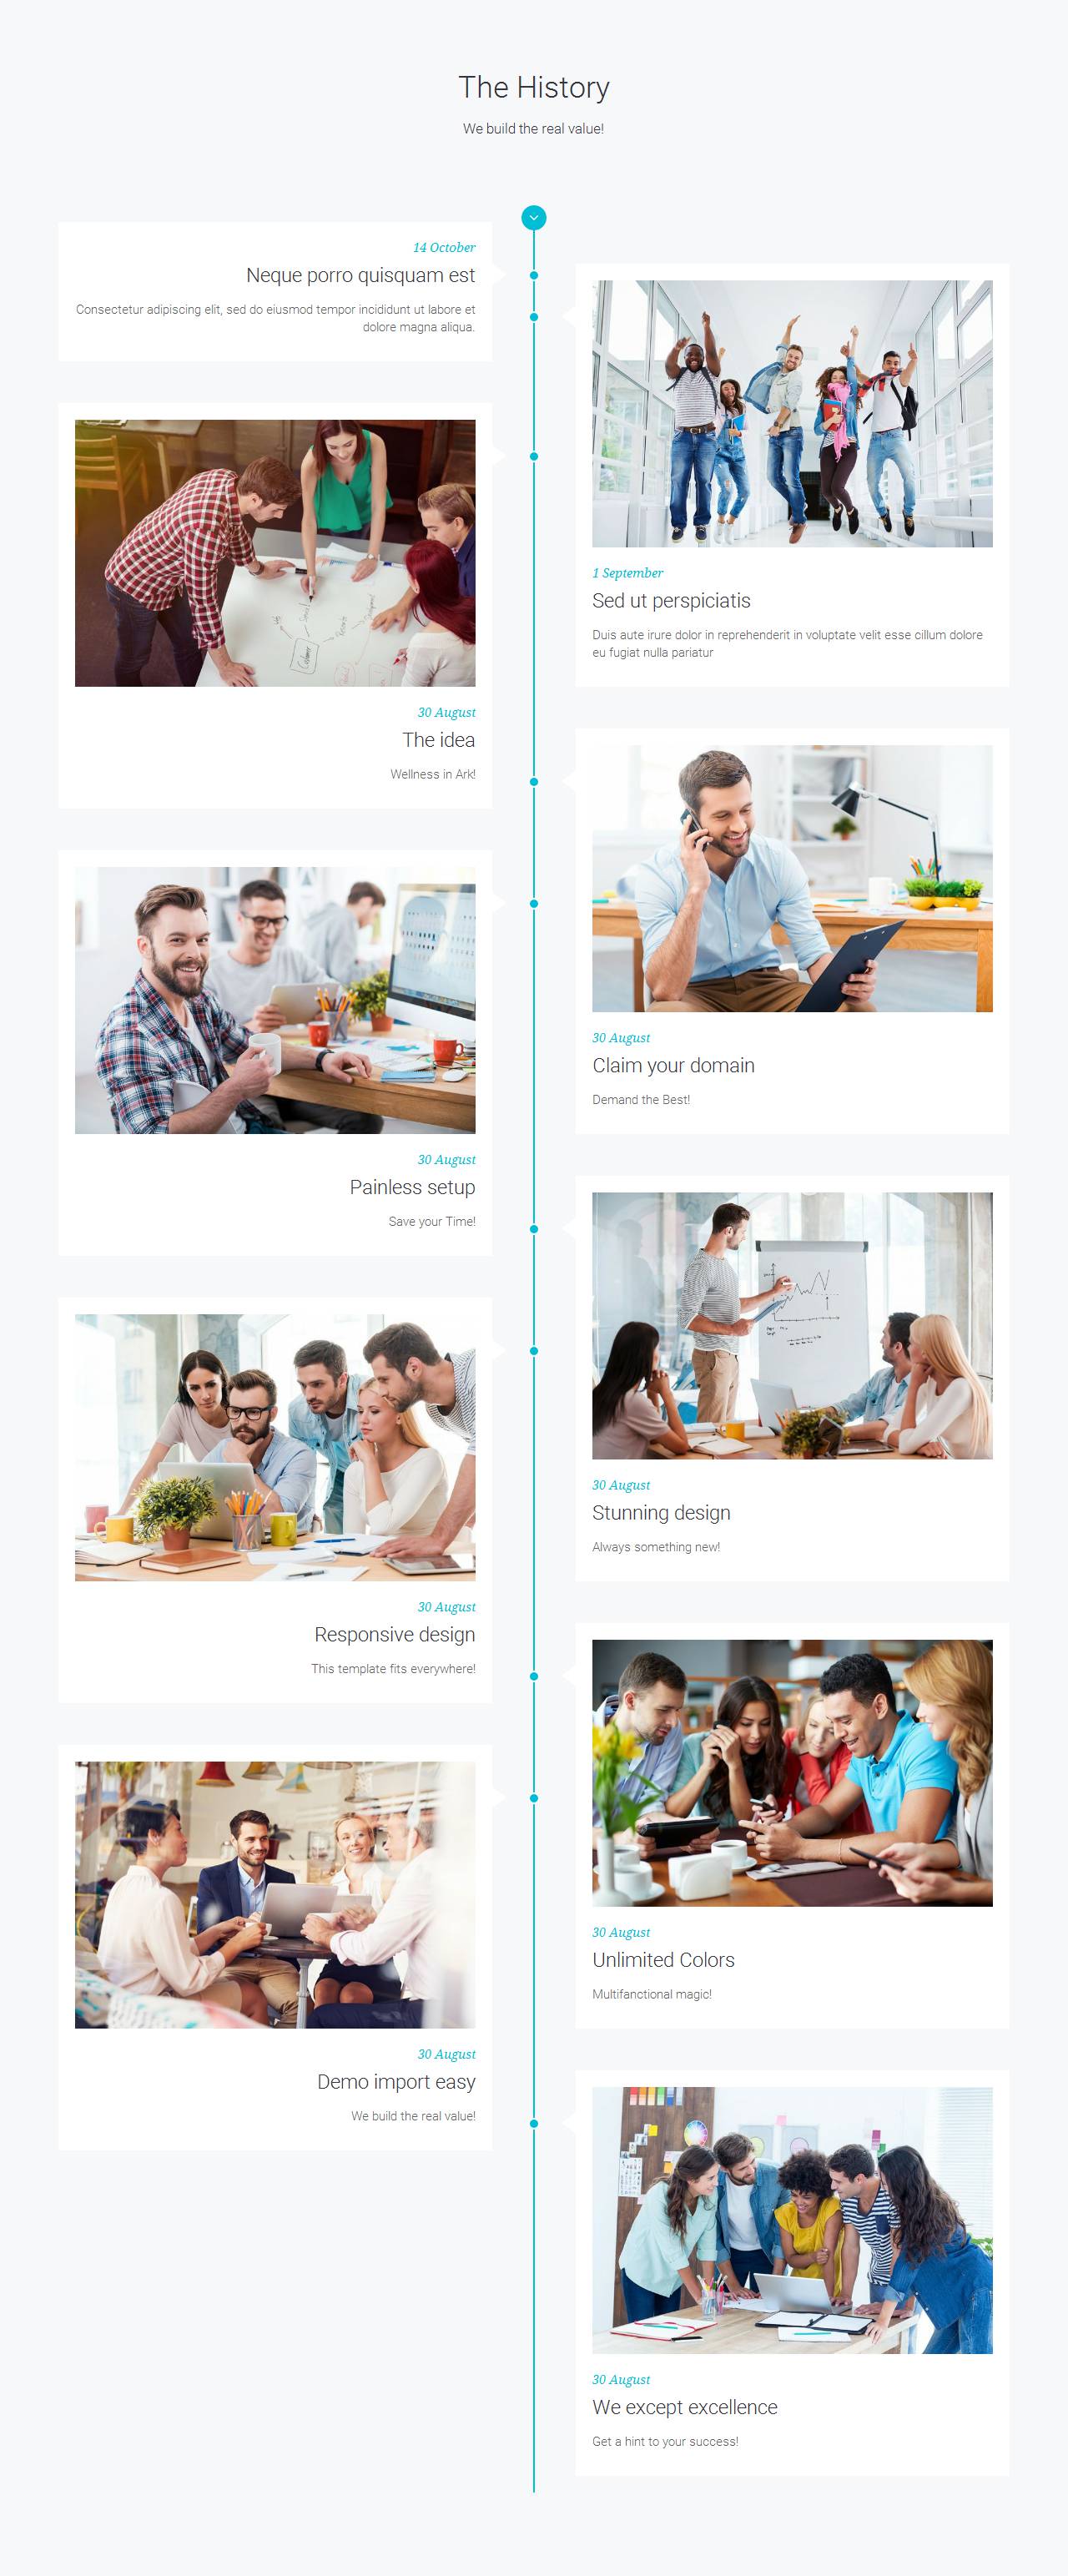 The History
We build the real value!
14 October
Neque porro quisquam est
Consectetur adipiscing elit, sed do eiusmod tempor incididunt ut labore et
dolore magna aliqua.
1 September
Sed ut perspiciatis
Duis aute irure dolor in reprehenderit in voluptate velit esse cillum dolore
eu fugiat nulla pariatur
30 August
The idea
Wellness in Ark!
30 August
Claim your domain
Demand the Best!
30 August
Painless setup
Save your Time!
30 August
Stunning design
Always something new!
30 August
Responsive design
This template fits everywhere!
30 August
Unlimited Colors
Multifanctional magic!
30 August
Demo import easy
We build the real value!
30 August
We except excellence
Get a hint to your success!